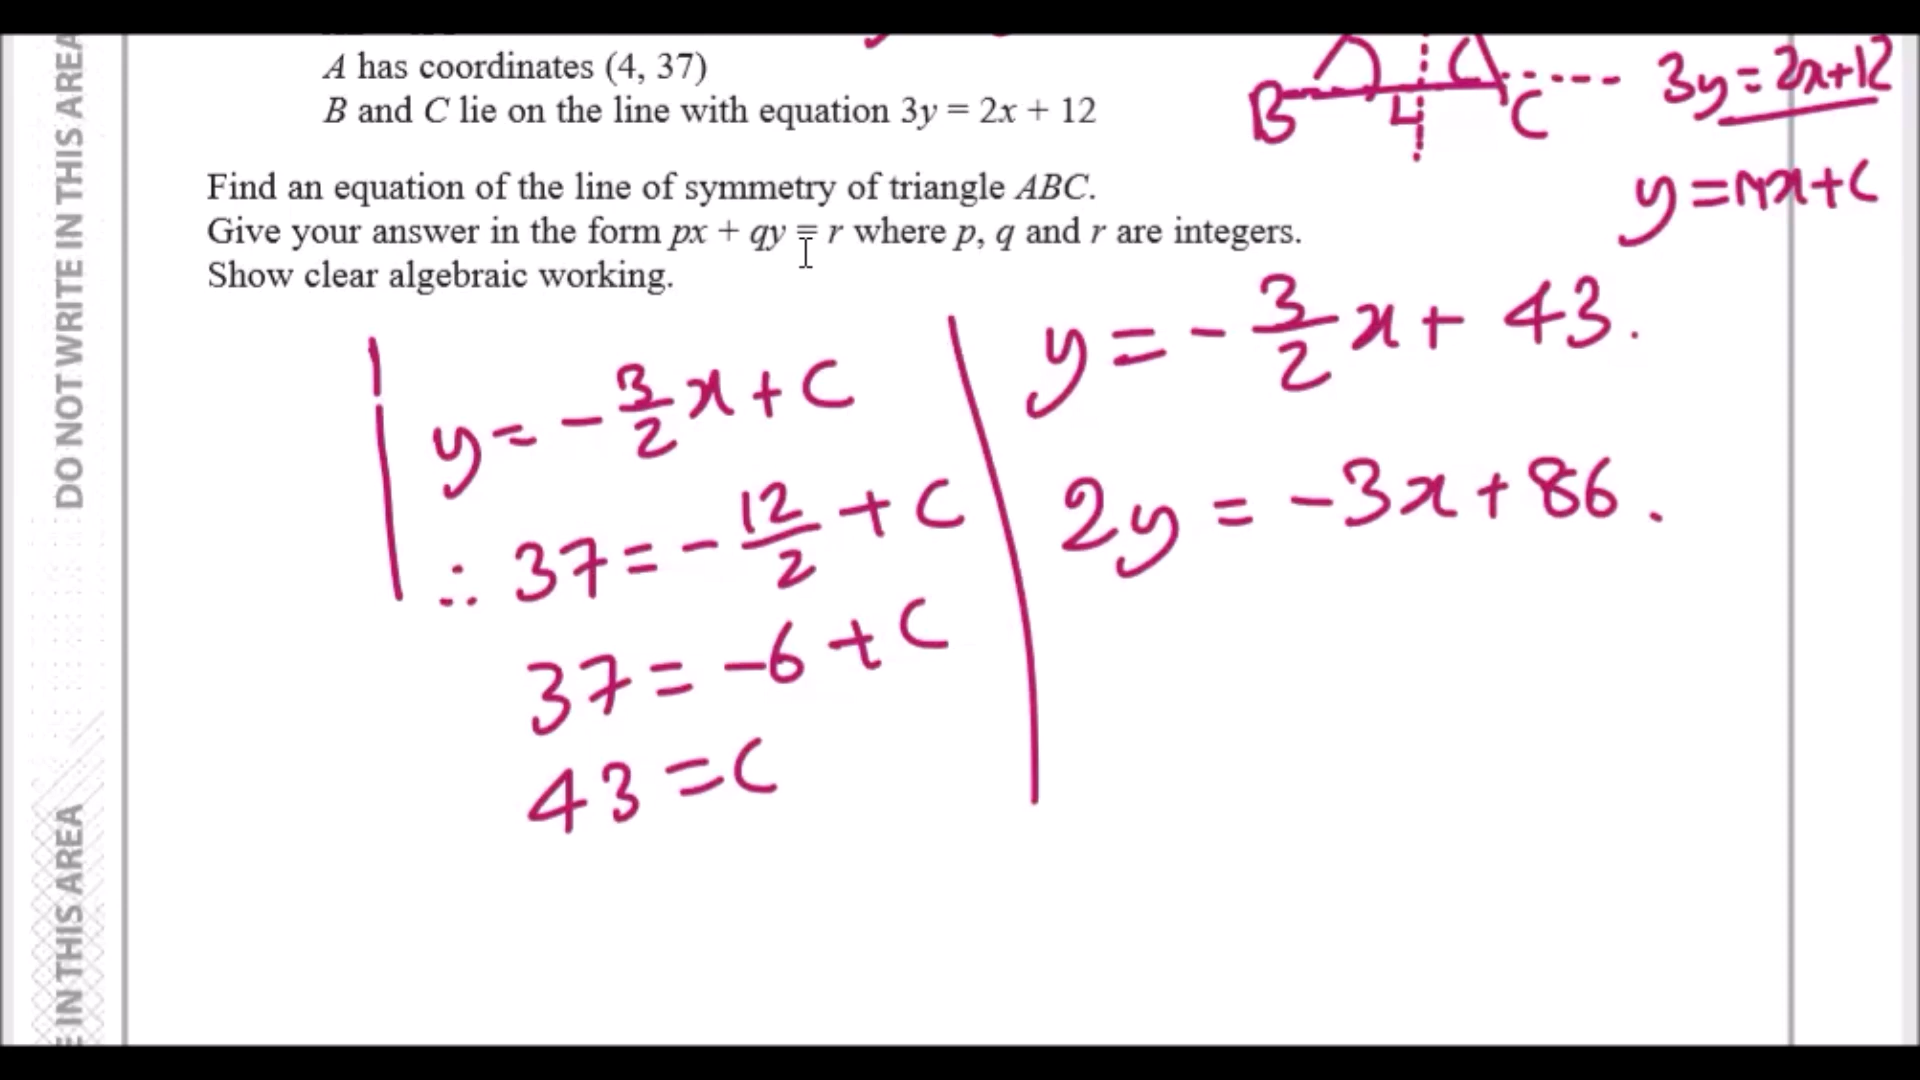 A has coordinates (4, 37)
B and C lie on the line with equation 3y = 2x + 12
Find an equation of the line of symmetry of triangle ABC.
Give your answer in the form px + qy = r where p, q and r are integers.
Show clear algebraic working.
B
C
3y = 2x + 12
y = mx + c
y = - 3/2 x + C
∴ 37 = - 12/2 + C
37 = -6 + C
43 = C
y = - 3/2 x + 43.
2y = -3x + 86.
DO NOT WRITE IN THIS AREA
E IN THIS AREA